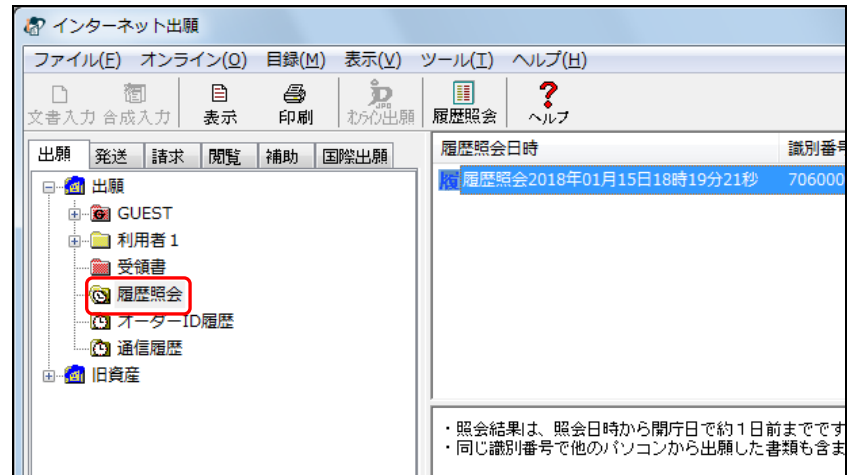 インターネット出願
ファイル(F) オンライン(O) 目録(M) 表示(V) ツール(T) ヘルプ(H)
文書入力 合成入力 表示 印刷 オンライン出願 履歴照会 ヘルプ
出願 発送 請求 閲覧 補助 国際出願
履歴照会日時 識別番号
出願
履歴照会2018年01月15日18時19分21秒 706000
GUEST
利用者1
受領書
履歴照会
オーダーID履歴
通信履歴
旧資産
・照会結果は、照会日時から開庁日で約1日前までです
・同じ識別番号で他のパソコンから出願した書類も含ま